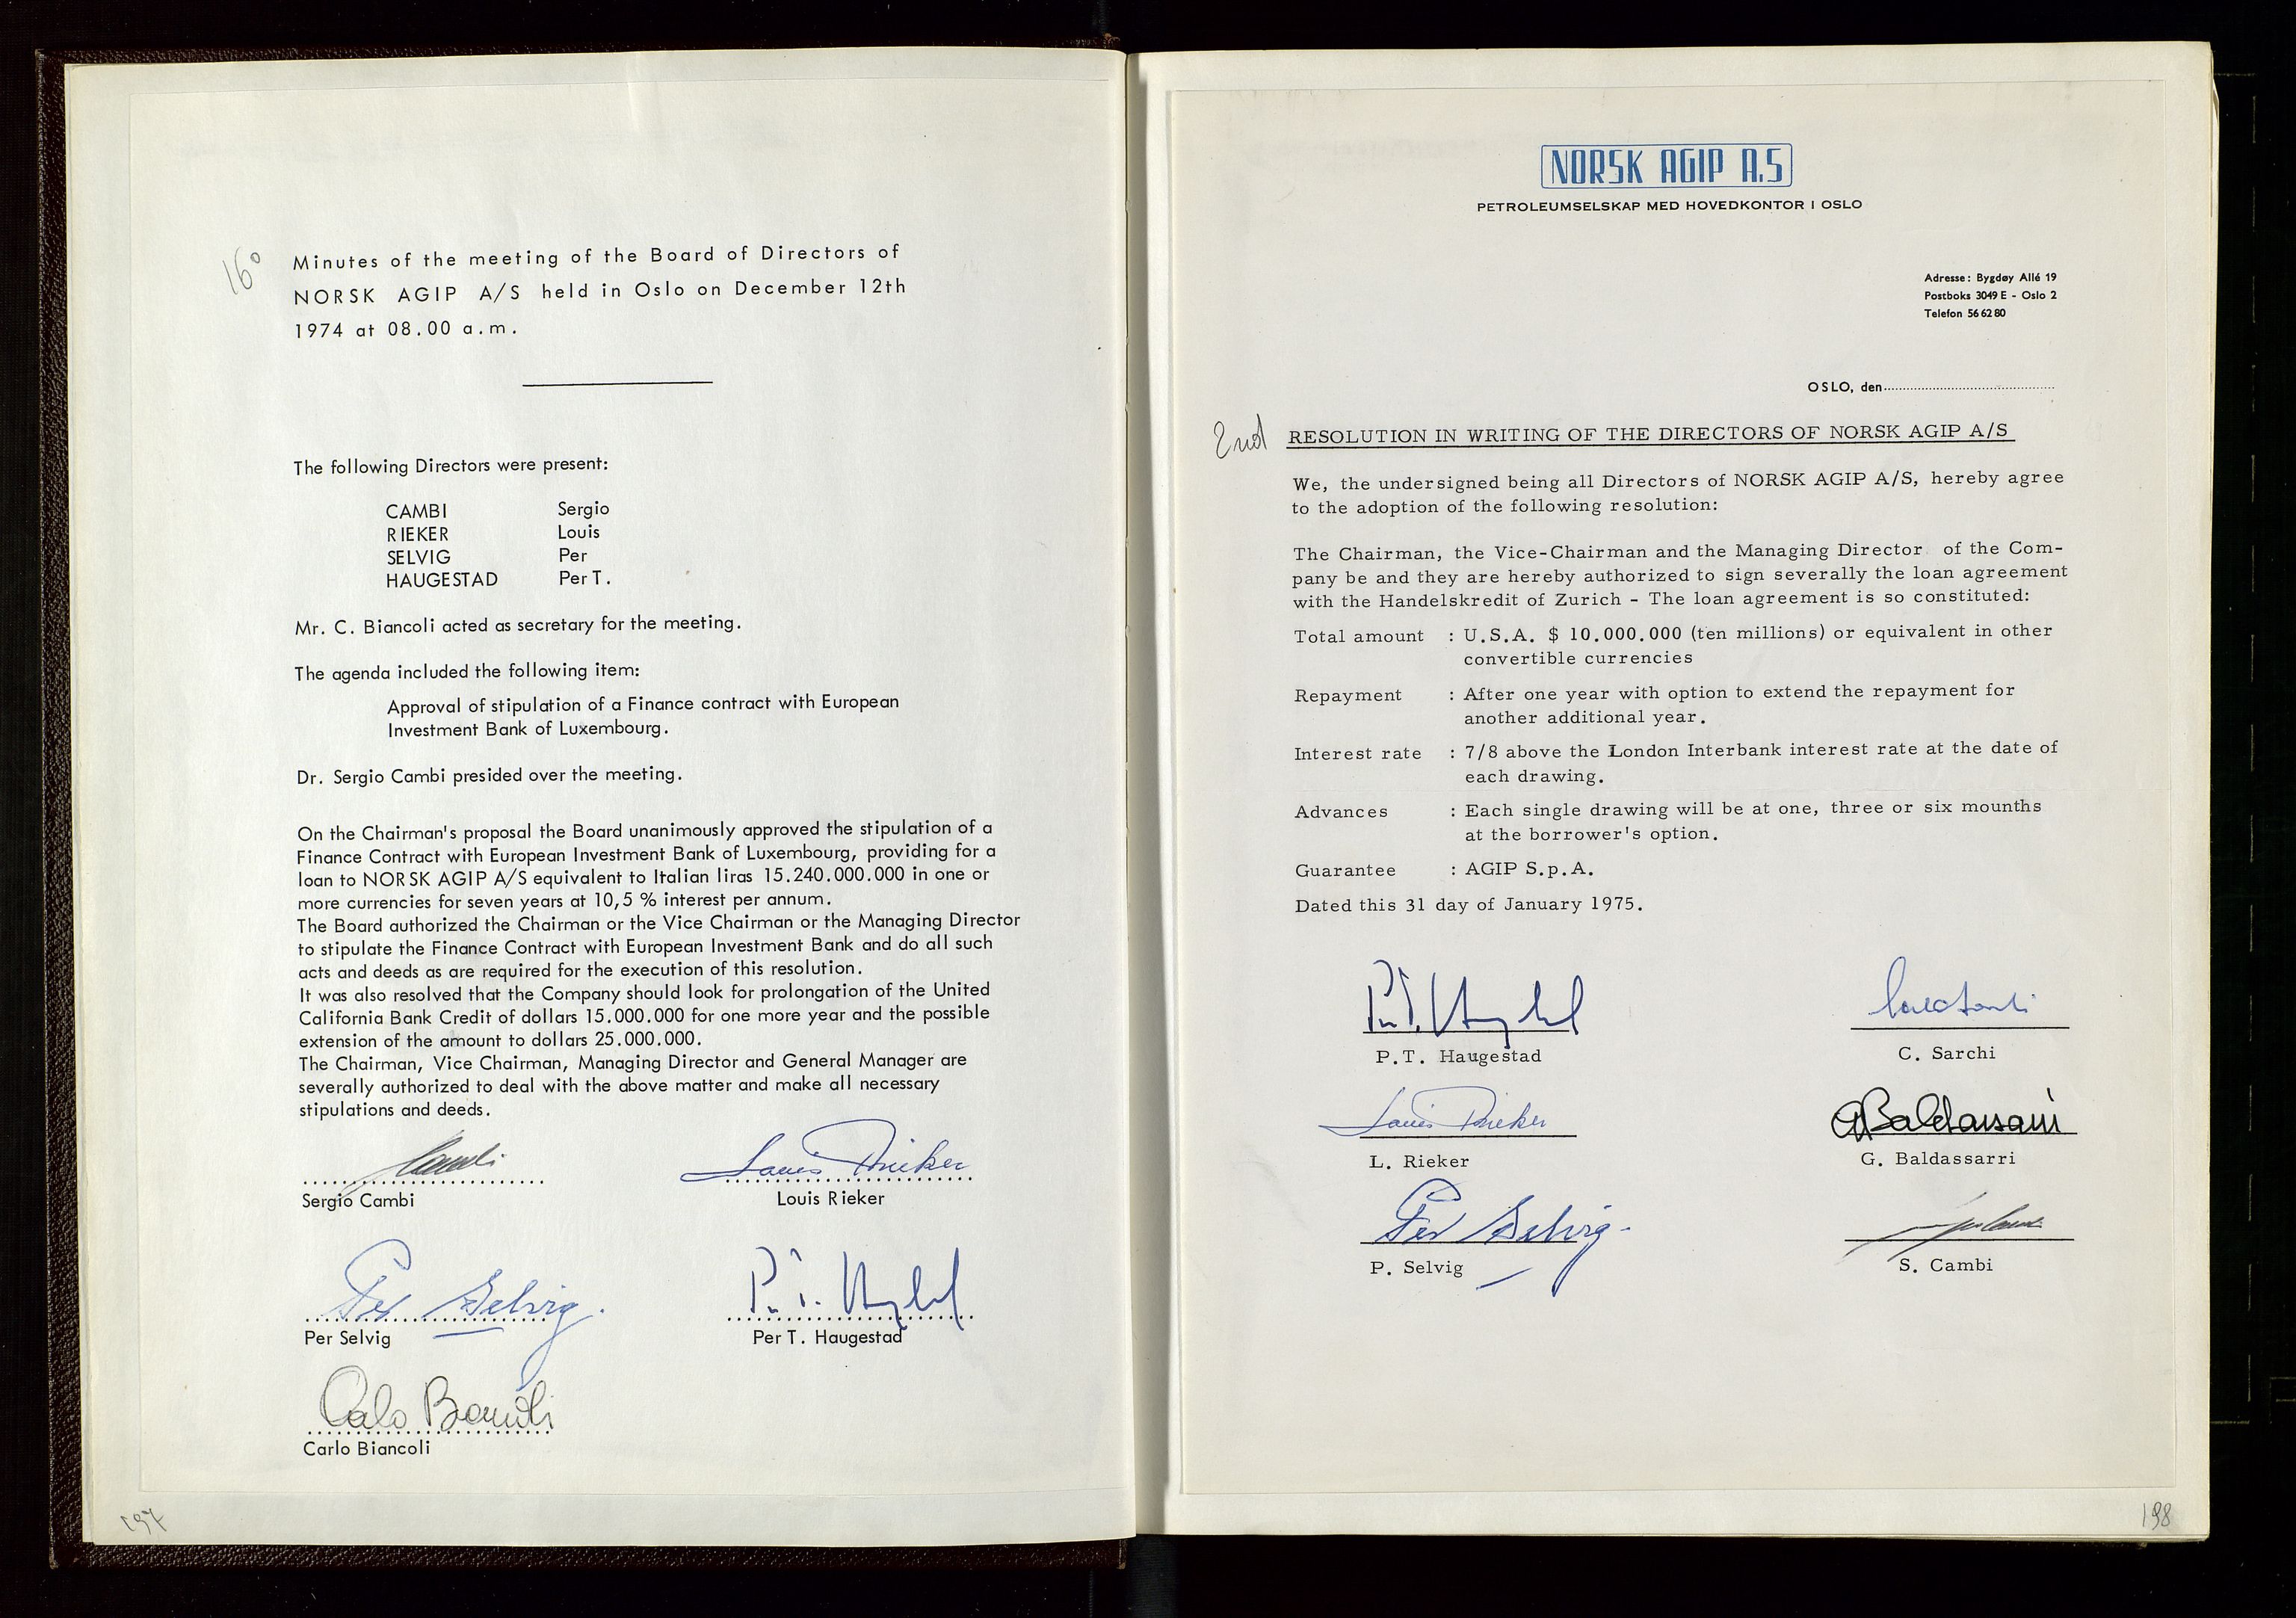 16°
Minutes of the meeting of the Board of Directors of
NORSK AGIP A/S held in Oslo on December 12th
1974 at 08.00 a.m.
The following Directors were present:
CAMBI Sergio
RIEKER Louis
SELVIG Per
HAUGESTAD Per T.
Mr. C. Biancoli acted as secretary for the meeting.
The agenda included the following item:
Approval of stipulation of a Finance contract with European
Investment Bank of Luxembourg.
Dr. Sergio Cambi presided over the meeting.
On the Chairman's proposal the Board unanimously approved the stipulation of a
Finance Contract with European Investment Bank of Luxembourg, providing for a
loan to NORSK AGIP A/S equivalent to Italian liras 15.240.000.000 in one or
more currencies for seven years at 10,5 % interest per annum.
The Board authorized the Chairman or the Vice Chairman or the Managing Director
to stipulate the Finance Contract with European Investment Bank and do all such
acts and deeds as are required for the execution of this resolution.
It was also resolved that the Company should look for prolongation of the United
California Bank Credit of dollars 15.000.000 for one more year and the possible
extension of the amount to dollars 25.000.000.
The Chairman, Vice Chairman, Managing Director and General Manager are
severally authorized to deal with the above matter and make all necessary
stipulations and deeds.
Louis Rieker
Sergio Cambi Louis Rieker
Per Selvig
Per Selvig Per T. Haugestad
Carlo Biancoli
197
NORSK AGIP A.S
PETROLEUMSELSKAP MED HOVEDKONTOR I OSLO
Adresse: Bygdøy Allé 19
Postboks 3049 E - Oslo 2
Telefon 56 62 80
OSLO, den
2nd RESOLUTION IN WRITING OF THE DIRECTORS OF NORSK AGIP A/S
We, the undersigned being all Directors of NORSK AGIP A/S, hereby agree
to the adoption of the following resolution:
The Chairman, the Vice-Chairman and the Managing Director of the Com-
pany be and they are hereby authorized to sign severally the loan agreement
with the Handelskredit of Zurich - The loan agreement is so constituted:
Total amount : U.S.A. $ 10.000.000 (ten millions) or equivalent in other
convertible currencies
Repayment : After one year with option to extend the repayment for
another additional year.
Interest rate : 7/8 above the London Interbank interest rate at the date of
each drawing.
Advances : Each single drawing will be at one, three or six mounths
at the borrower's option.
Guarantee : AGIP S.p.A.
Dated this 31 day of January 1975.
P.T. Haugestad C. Sarchi
Louis Rieker GBaldassarri
L. Rieker G. Baldassarri
Per Selvig
P. Selvig S. Cambi
198